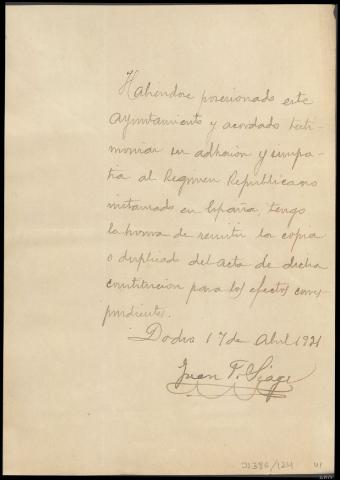 Habiendose posesionado este
Ayuntamiento y acordado testi-
moniar su adhesion y simpa-
tia al Regimen Republicano
instaurado en España, tengo
la honra de remitir la copia
o duplicado del acta de dicha
constitucion para los efectos corres-
pondientes.
Dodro 17 de Abril 1931
Juan F.